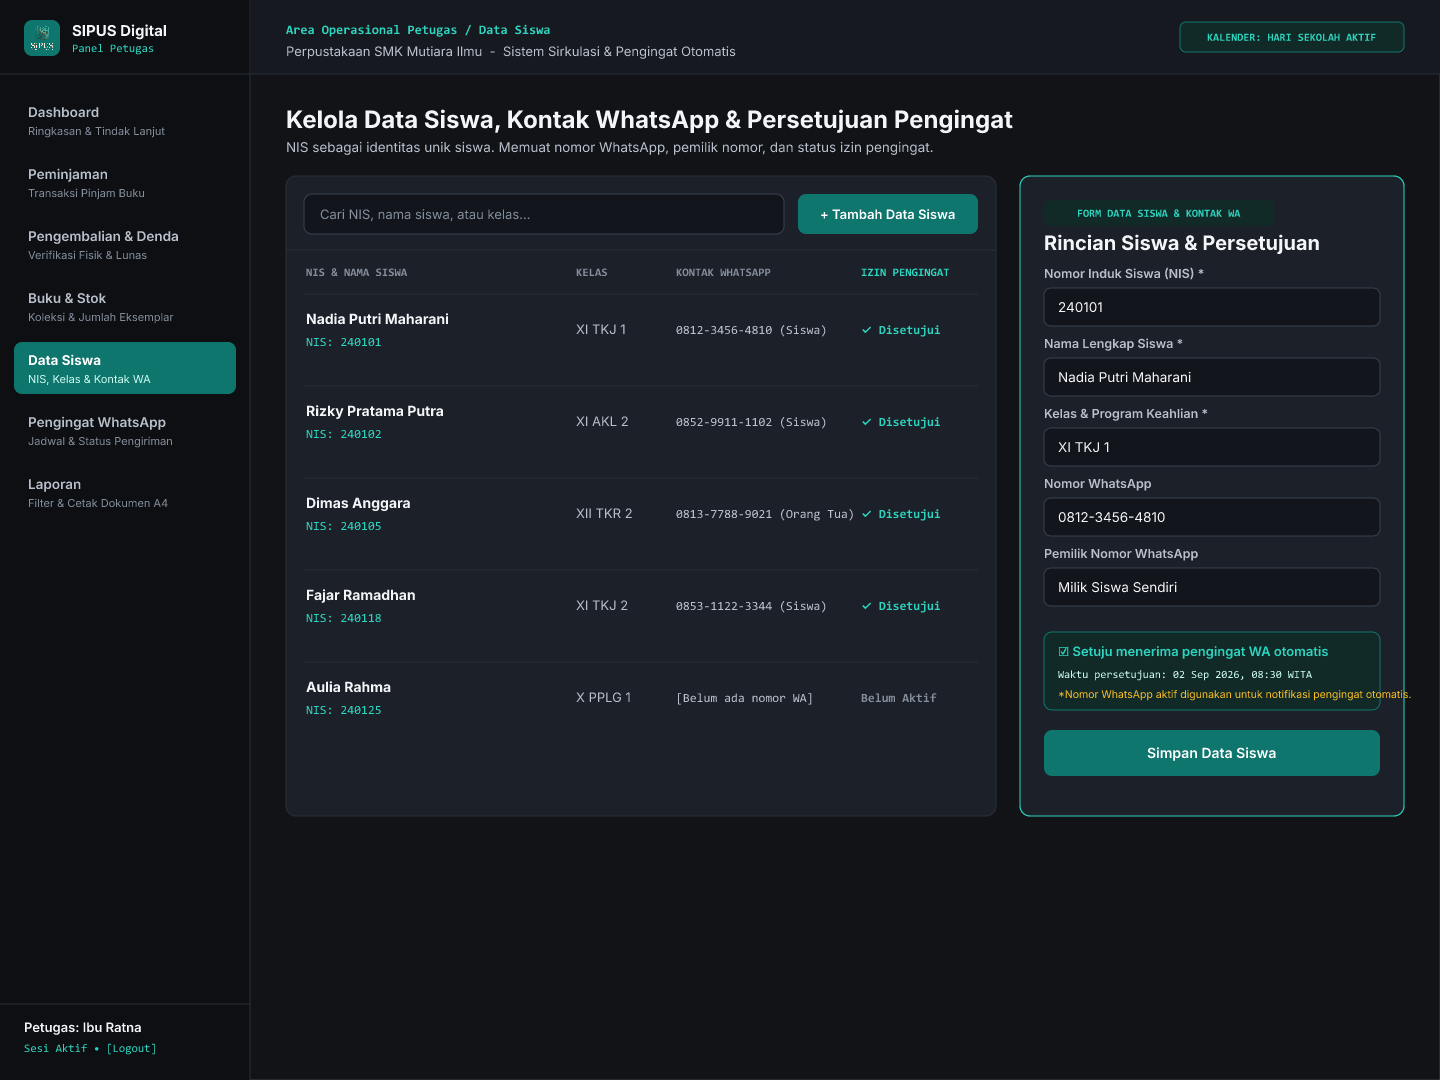 SIPUS Digital
Panel Petugas
SiPUS
Dashboard
Ringkasan & Tindak Lanjut
Peminjaman
Transaksi Pinjam Buku
Pengembalian & Denda
Verifikasi Fisik & Lunas
Buku & Stok
Koleksi & Jumlah Eksemplar
Data Siswa
NIS, Kelas & Kontak WA
Pengingat WhatsApp
Jadwal & Status Pengiriman
Laporan
Filter & Cetak Dokumen A4
Petugas: Ibu Ratna
Sesi Aktif • [Logout]
Area Operasional Petugas / Data Siswa
Perpustakaan SMK Mutiara Ilmu - Sistem Sirkulasi & Pengingat Otomatis
KALENDER: HARI SEKOLAH AKTIF
Kelola Data Siswa, Kontak WhatsApp & Persetujuan Pengingat
NIS sebagai identitas unik siswa. Memuat nomor WhatsApp, pemilik nomor, dan status izin pengingat.
Cari NIS, nama siswa, atau kelas...
+ Tambah Data Siswa
NIS & NAMA SISWA KELAS KONTAK WHATSAPP IZIN PENGINGAT
Nadia Putri Maharani
NIS: 240101
XI TKJ 1 0812-3456-4810 (Siswa) ✓ Disetujui
Rizky Pratama Putra
NIS: 240102
XI AKL 2 0852-9911-1102 (Siswa) ✓ Disetujui
Dimas Anggara
NIS: 240105
XII TKR 2 0813-7788-9021 (Orang Tua) ✓ Disetujui
Fajar Ramadhan
NIS: 240118
XI TKJ 2 0853-1122-3344 (Siswa) ✓ Disetujui
Aulia Rahma
NIS: 240125
X PPLG 1 [Belum ada nomor WA] Belum Aktif
FORM DATA SISWA & KONTAK WA
Rincian Siswa & Persetujuan
Nomor Induk Siswa (NIS) *
240101
Nama Lengkap Siswa *
Nadia Putri Maharani
Kelas & Program Keahlian *
XI TKJ 1
Nomor WhatsApp
0812-3456-4810
Pemilik Nomor WhatsApp
Milik Siswa Sendiri
☑ Setuju menerima pengingat WA otomatis
Waktu persetujuan: 02 Sep 2026, 08:30 WITA
*Nomor WhatsApp aktif digunakan untuk notifikasi pengingat otomatis.
Simpan Data Siswa